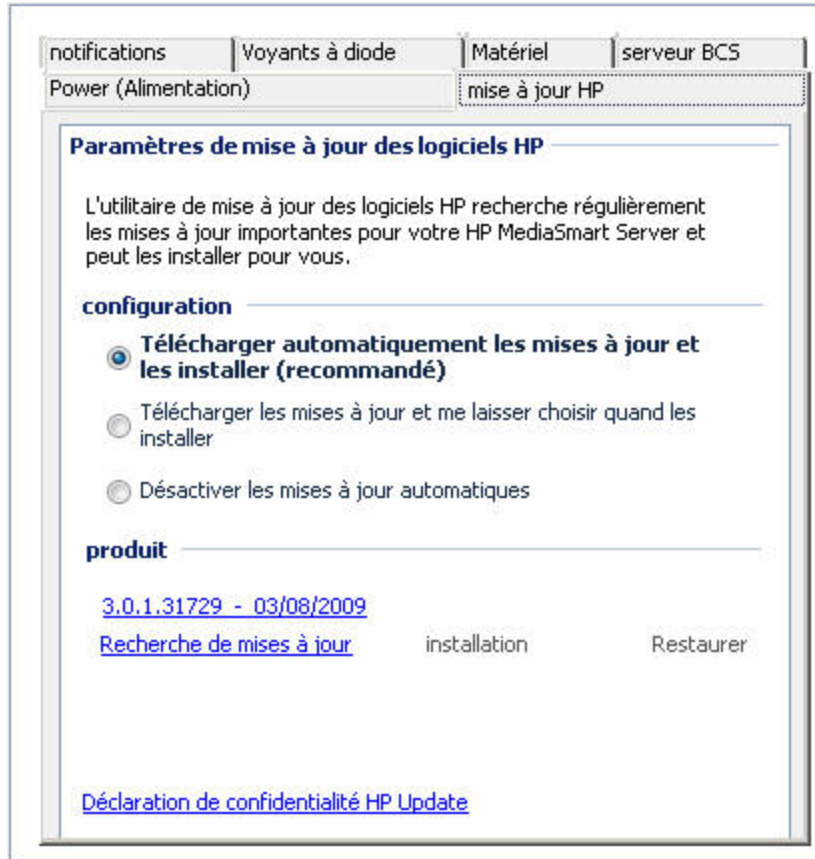 notifications Voyants à diode Matériel serveur BCS
Power (Alimentation) mise à jour HP
Paramètres de mise à jour des logiciels HP
L'utilitaire de mise à jour des logiciels HP recherche régulièrement
les mises à jour importantes pour votre HP MediaSmart Server et
peut les installer pour vous.
configuration
Télécharger automatiquement les mises à jour et
les installer (recommandé)
Télécharger les mises à jour et me laisser choisir quand les
installer
Désactiver les mises à jour automatiques
produit
3.0.1.31729 - 03/08/2009
Recherche de mises à jour installation Restaurer
Déclaration de confidentialité HP Update